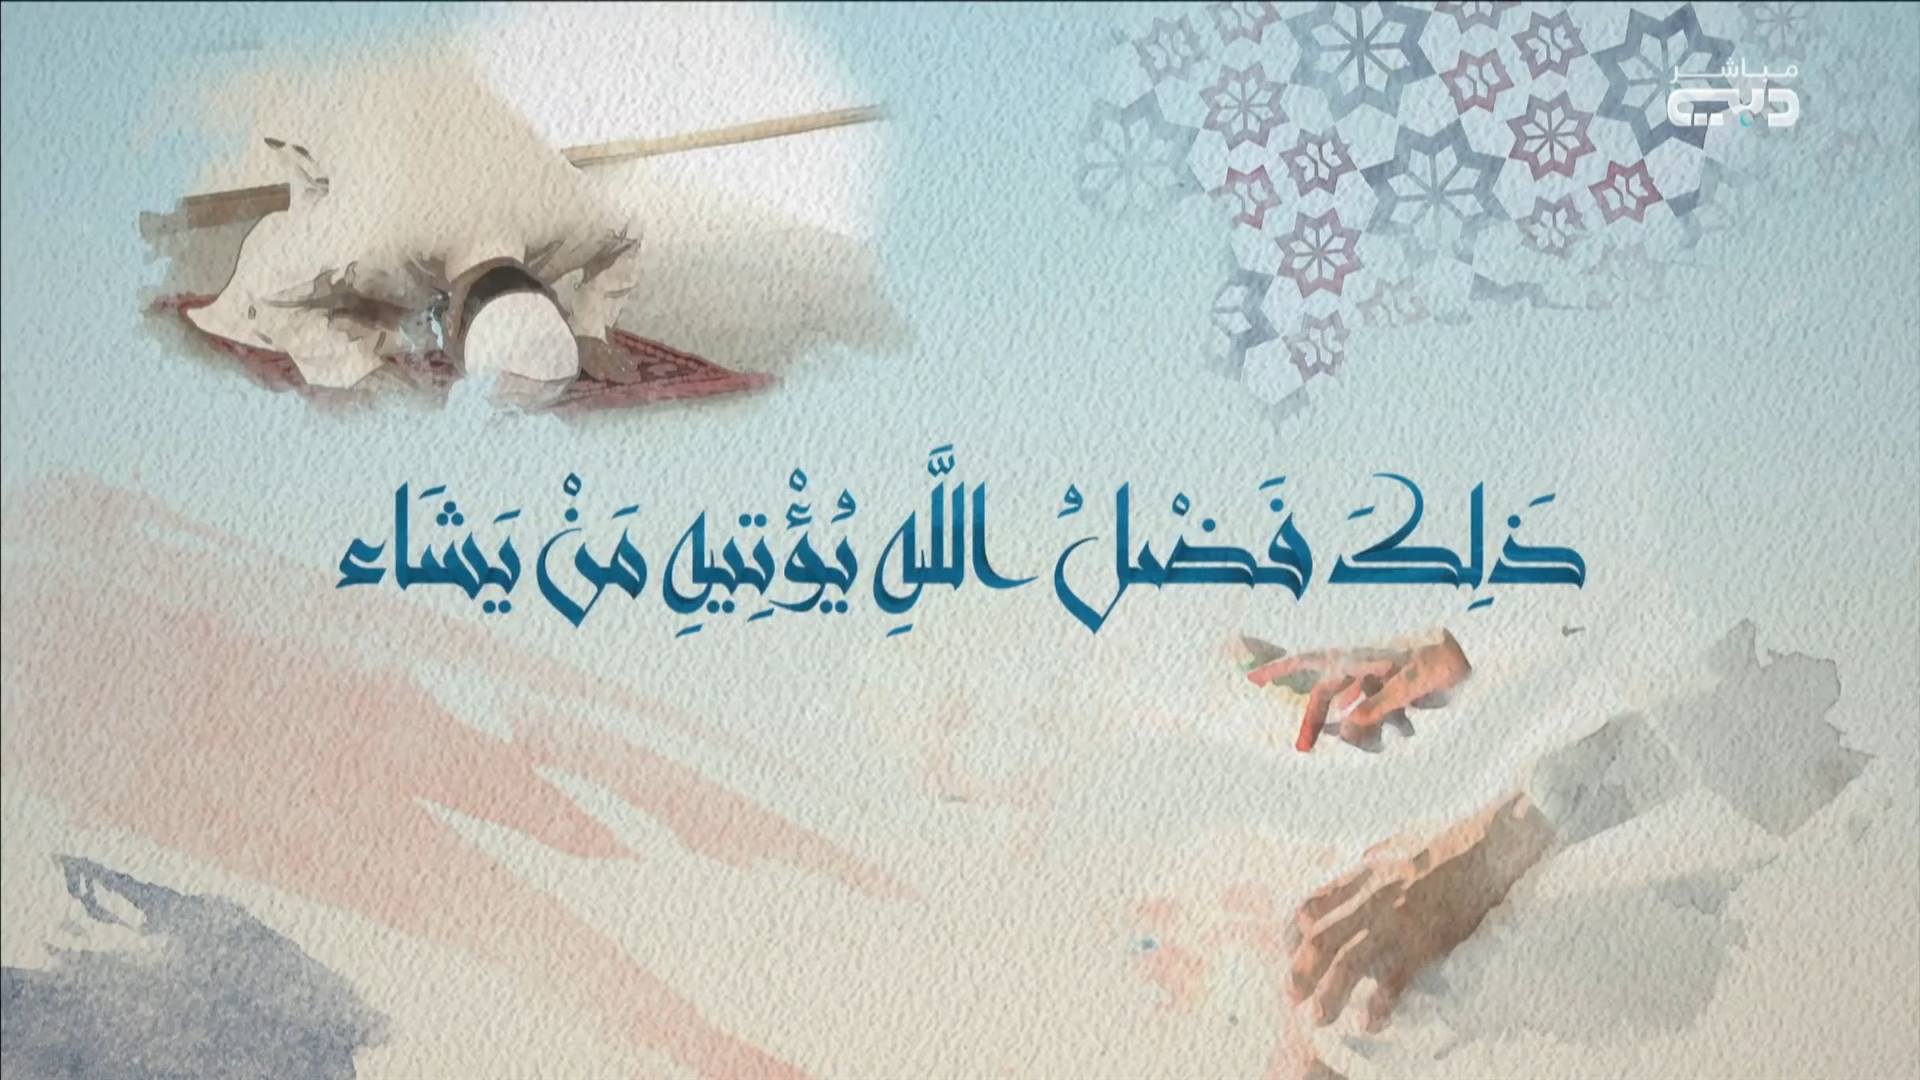 مباشر
دبي
ذَلِكَ فَضْلُ اللَّهِ يُؤْتِيهِ مَنْ يَشَاء